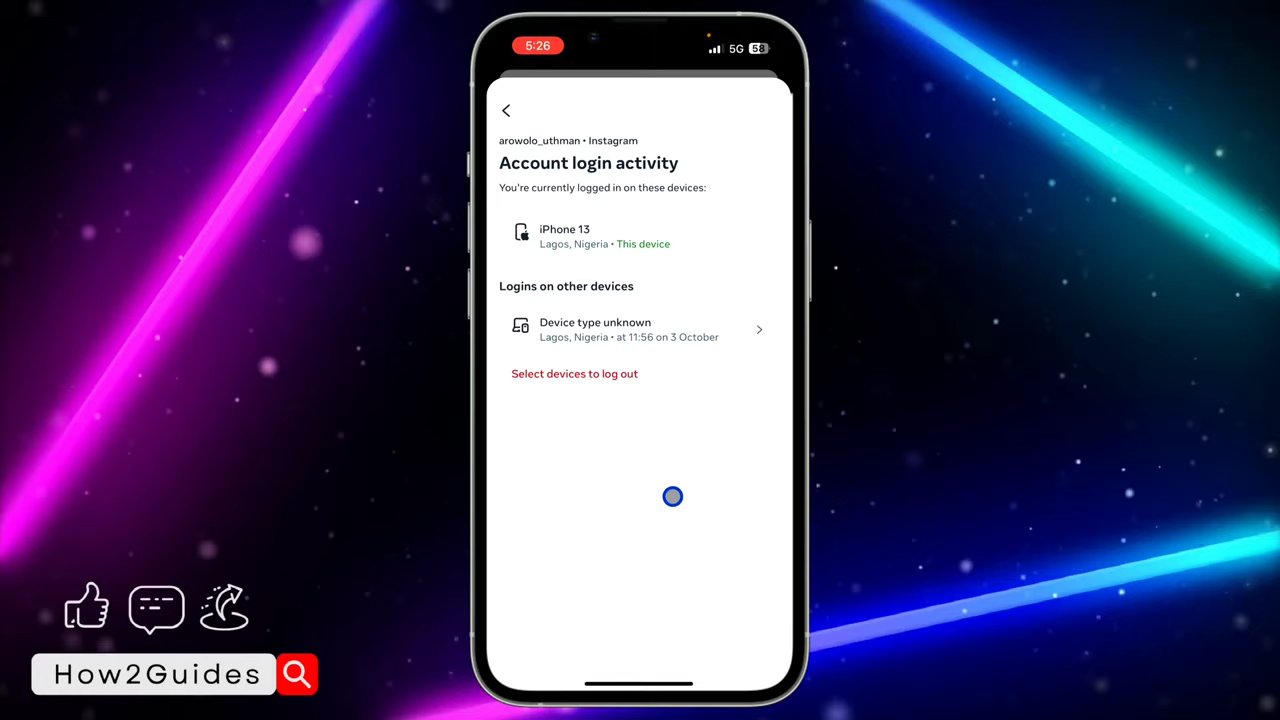 5:26
5G 58
arowolo_uthman • Instagram
Account login activity
You're currently logged in on these devices:
iPhone 13
Lagos, Nigeria • This device
Logins on other devices
Device type unknown
Lagos, Nigeria • at 11:56 on 3 October
Select devices to log out
How2Guides